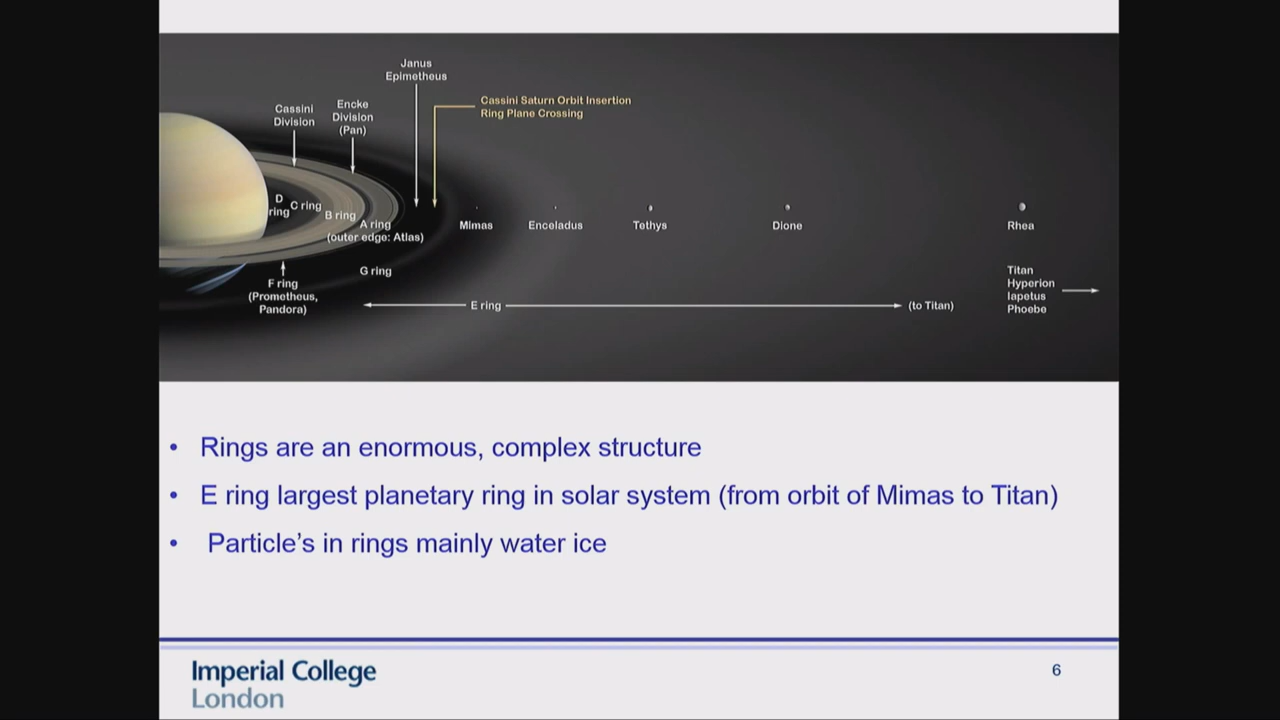 Janus
Epimetheus
Cassini Saturn Orbit Insertion
Ring Plane Crossing
Encke
Division
(Pan)
Cassini
Division
D
ring
C ring
B ring
A ring
(outer edge: Atlas)
Mimas
Enceladus
Tethys
Dione
Rhea
F ring
(Prometheus,
Pandora)
G ring
E ring
(to Titan)
Titan
Hyperion
Iapetus
Phoebe
• Rings are an enormous, complex structure
• E ring largest planetary ring in solar system (from orbit of Mimas to Titan)
• Particle's in rings mainly water ice
Imperial College
London
6